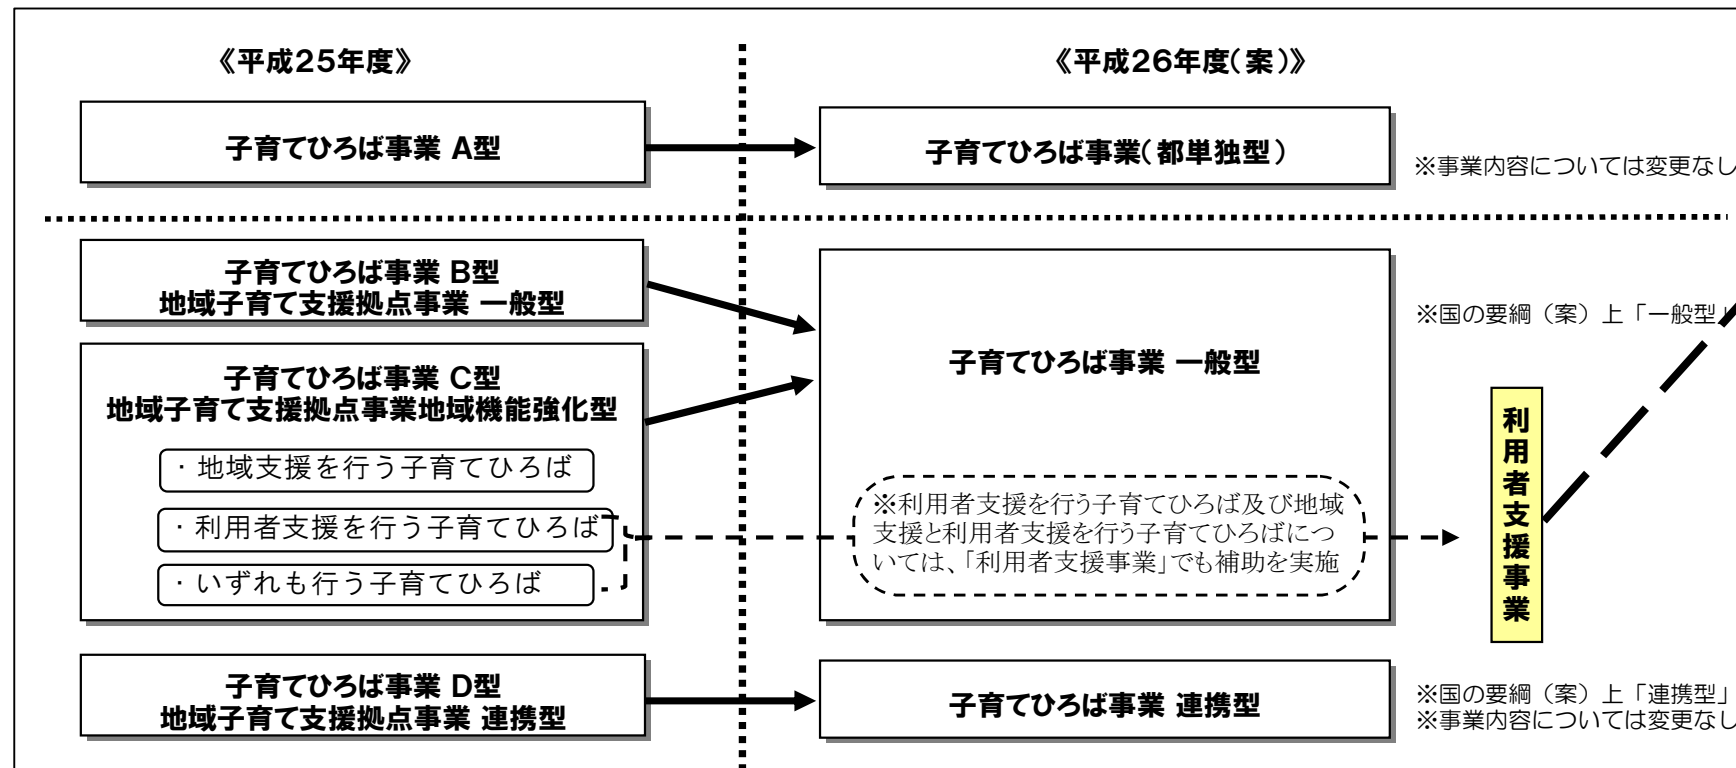 《平成25年度》
《平成26年度(案)》
子育てひろば事業 A型
子育てひろば事業(都単独型)
※事業内容については変更なし
子育てひろば事業 B型
地域子育て支援拠点事業 一般型
子育てひろば事業 C型
地域子育て支援拠点事業地域機能強化型
・地域支援を行う子育てひろば
・利用者支援を行う子育てひろば
・いずれも行う子育てひろば
子育てひろば事業 一般型
※利用者支援を行う子育てひろば及び地域
支援と利用者支援を行う子育てひろばにつ
いては、「利用者支援事業」でも補助を実施
※国の要綱（案）上「一般型」
利用者支援事業
子育てひろば事業 D型
地域子育て支援拠点事業 連携型
子育てひろば事業 連携型
※国の要綱（案）上「連携型」
※事業内容については変更なし